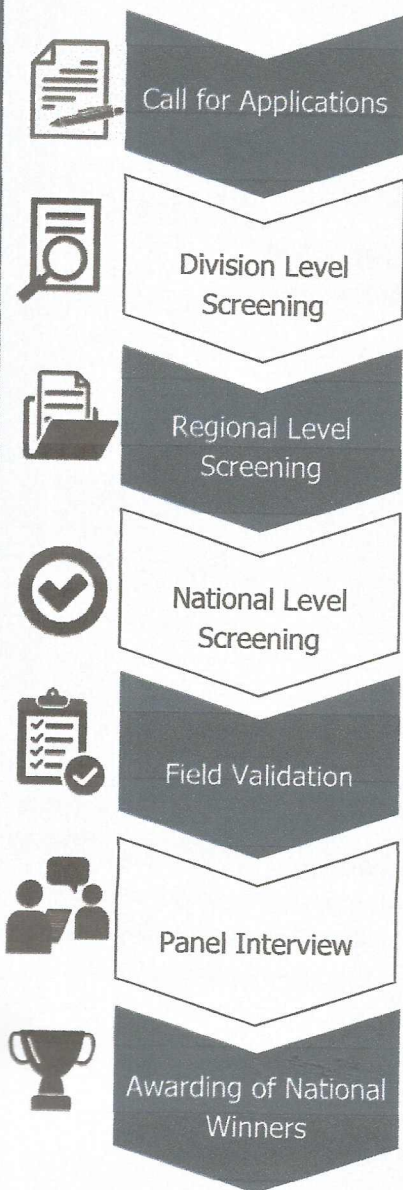 Call for Applications
Division Level
Screening
Regional Level
Screening
National Level
Screening
Field Validation
Panel Interview
Awarding of National
Winners